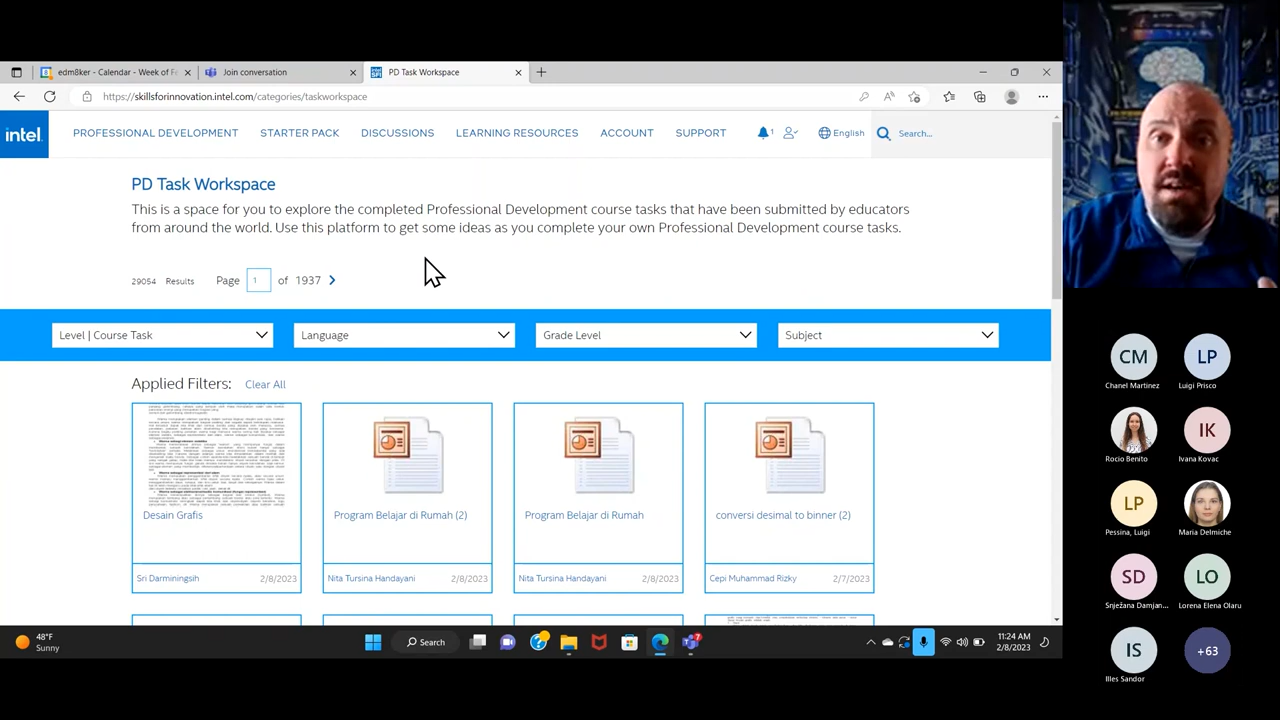 edm8ker - Calendar - Week of Fe
Join conversation
PD Task Workspace
https://skillsforinnovation.intel.com/categories/taskworkspace
intel.
PROFESSIONAL DEVELOPMENT
STARTER PACK
DISCUSSIONS
LEARNING RESOURCES
ACCOUNT
SUPPORT
1
English
Search...
PD Task Workspace
This is a space for you to explore the completed Professional Development course tasks that have been submitted by educators
from around the world. Use this platform to get some ideas as you complete your own Professional Development course tasks.
29054 Results Page 1 of 1937
Level | Course Task
Language
Grade Level
Subject
Applied Filters: Clear All
Desain Grafis
Program Belajar di Rumah (2)
Program Belajar di Rumah
conversi desimal to binner (2)
Sri Darminingsih 2/8/2023
Nita Tursina Handayani 2/8/2023
Nita Tursina Handayani 2/8/2023
Cepi Muhammad Rizky 2/7/2023
48°F
Sunny
Search
7
11:24 AM
2/8/2023
CM
Chanel Martinez
LP
Luigi Prisco
Rocio Benito
IK
Ivana Kovac
LP
Pessina, Luigi
Maria Delmiche
SD
Snježana Damjan...
LO
Lorena Elena Olaru
IS
Illes Sandor
+63